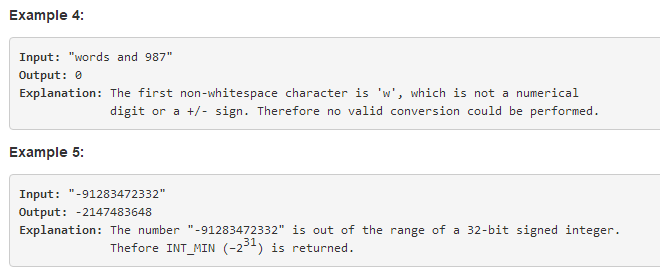 Example 4:
Input: "words and 987"
Output: 0
Explanation: The first non-whitespace character is 'w', which is not a numerical
digit or a +/- sign. Therefore no valid conversion could be performed.
Example 5:
Input: "-91283472332"
Output: -2147483648
Explanation: The number "-91283472332" is out of the range of a 32-bit signed integer.
Thefore INT_MIN (−2³¹) is returned.